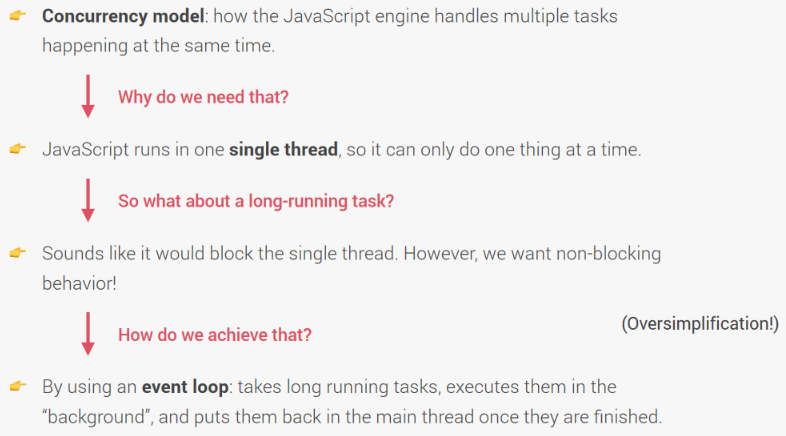 Concurrency model: how the JavaScript engine handles multiple tasks
happening at the same time.
Why do we need that?
JavaScript runs in one single thread, so it can only do one thing at a time.
So what about a long-running task?
Sounds like it would block the single thread. However, we want non-blocking
behavior!
(Oversimplification!)
How do we achieve that?
By using an event loop: takes long running tasks, executes them in the
“background”, and puts them back in the main thread once they are finished.